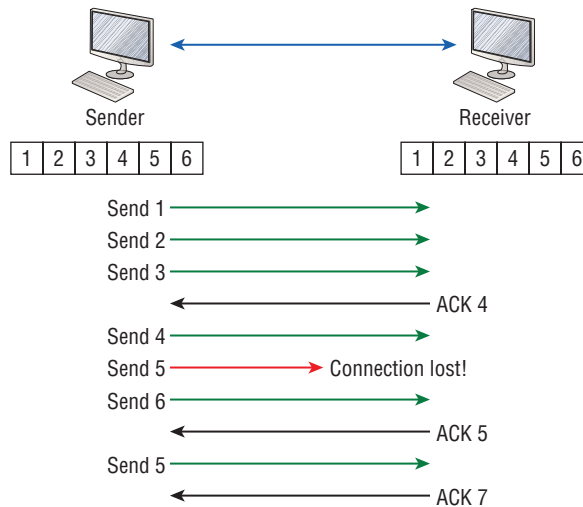 Sender Receiver
1 2 3 4 5 6 1 2 3 4 5 6
Send 1
Send 2
Send 3
ACK 4
Send 4
Send 5 Connection lost!
Send 6
ACK 5
Send 5
ACK 7